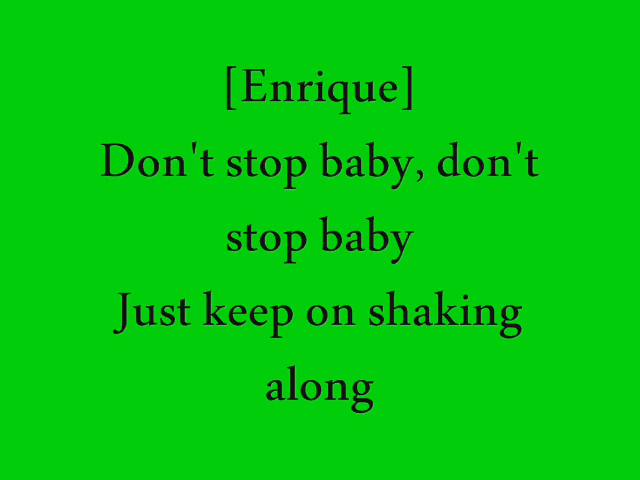 [Enrique]
Don't stop baby, don't
stop baby
Just keep on shaking
along